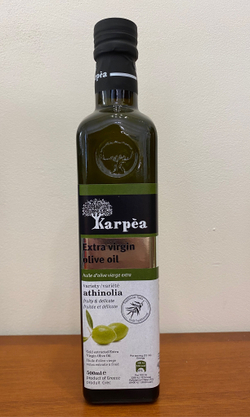 Karpèa
Karpèa
Extra virgin
olive oil
Huile d'olive vierge extra
variety/variété
athinolia
fruity & delicate
fruitée et délicate
500ml e
Product of Greece